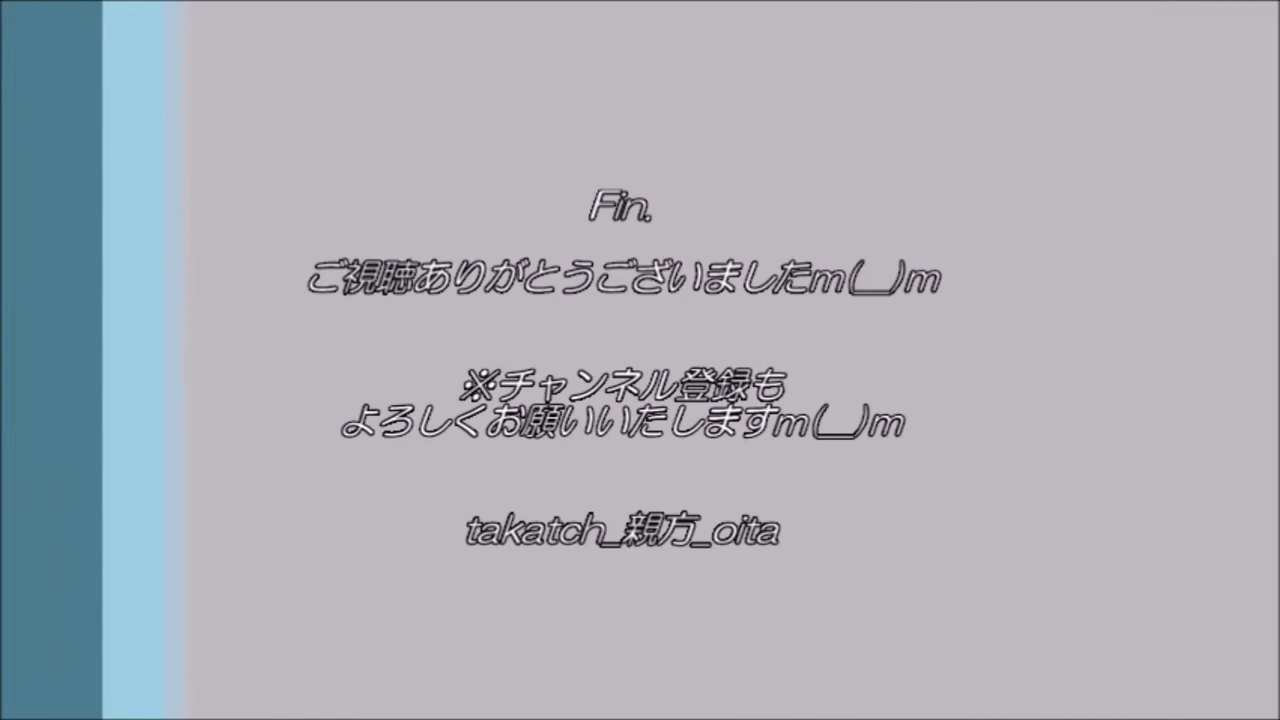 Fin.
ご視聴ありがとうございましたm(__)m
※チャンネル登録も
よろしくお願いいたしますm(__)m
takatch_親方_oita